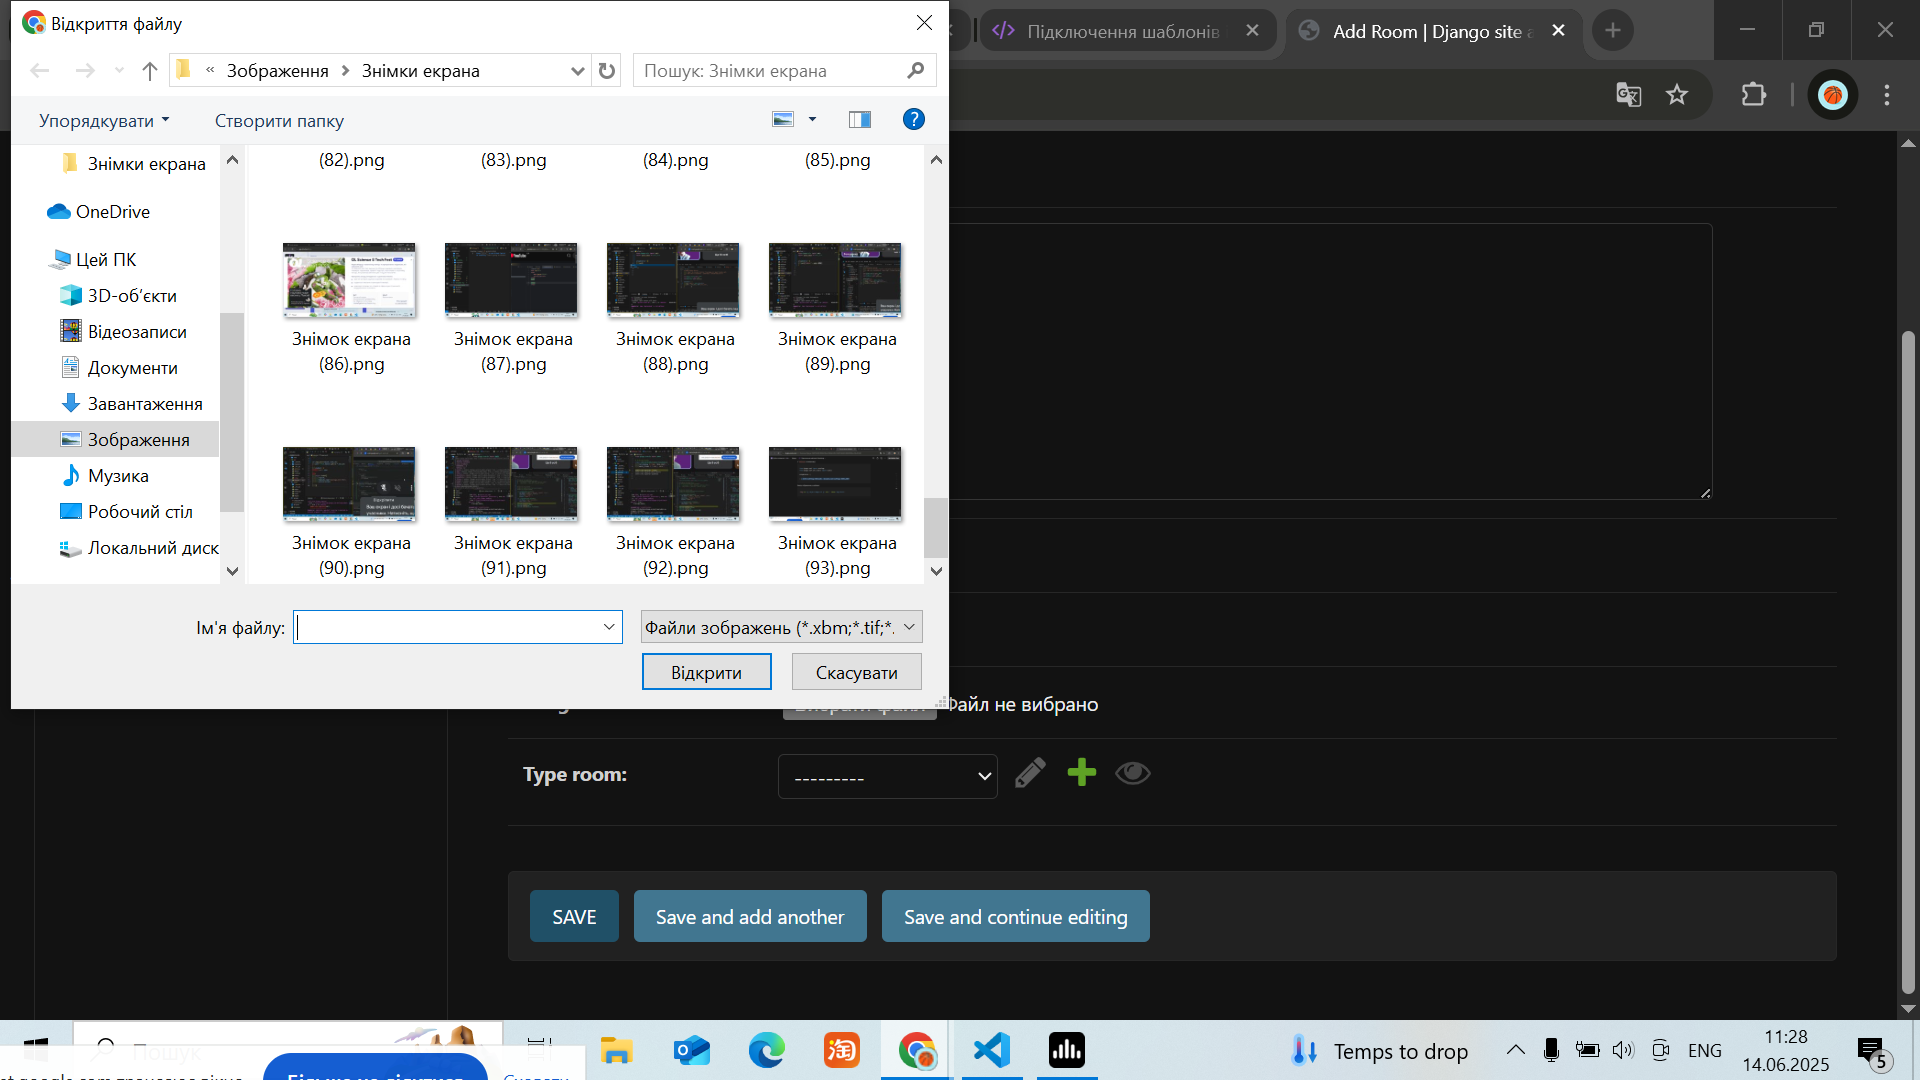 Відкриття файлу
Підключення шаблонів
Add Room | Django site a
« Зображення › Знімки екрана
Пошук: Знімки екрана
Упорядкувати
Створити папку
Знімки екрана
OneDrive
Цей ПК
3D-об'єкти
Відеозаписи
Документи
Завантаження
Зображення
Музика
Робочий стіл
Локальний диск
(82).png
(83).png
(84).png
(85).png
Знімок екрана
(86).png
Знімок екрана
(87).png
Знімок екрана
(88).png
Знімок екрана
(89).png
Знімок екрана
(90).png
Знімок екрана
(91).png
Знімок екрана
(92).png
Знімок екрана
(93).png
Ім'я файлу:
Файли зображень (*.xbm;*.tif;*.
Відкрити
Скасувати
Файл не вибрано
Type room:
---------
SAVE
Save and add another
Save and continue editing
Пошук
Temps to drop
ENG
11:28
14.06.2025
5